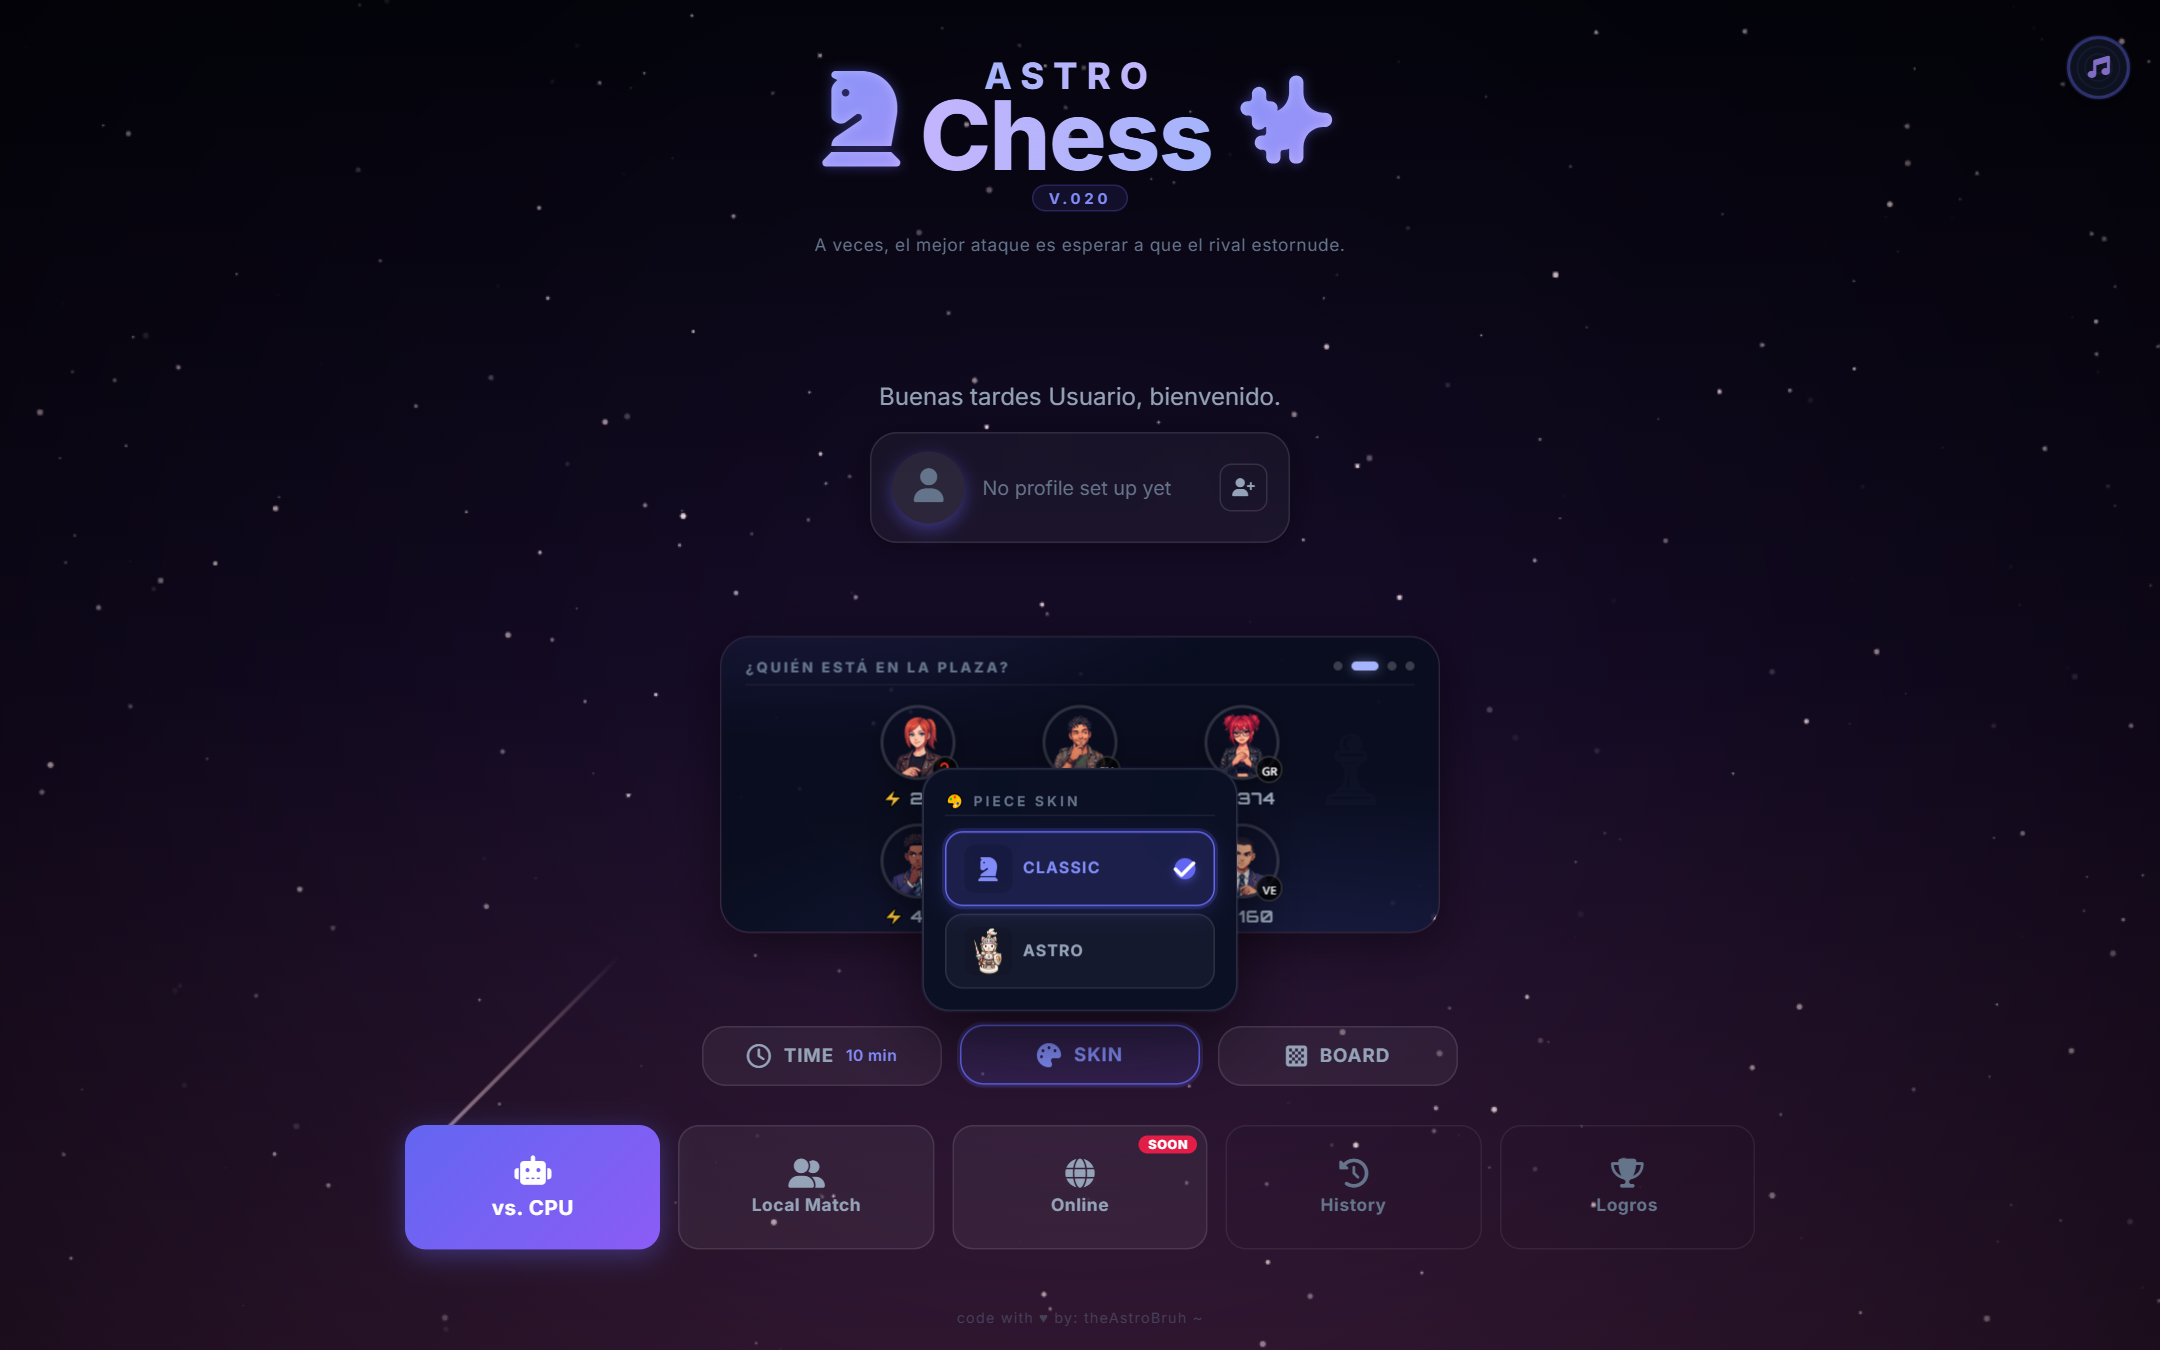 ASTRO
Chess
V.020
A veces, el mejor ataque es esperar a que el rival estornude.
Buenas tardes Usuario, bienvenido.
No profile set up yet
¿QUIÉN ESTÁ EN LA PLAZA?
GR
374
PIECE SKIN
CLASSIC
VE
160
ASTRO
TIME 10 min
SKIN
BOARD
vs. CPU
Local Match
SOON
Online
History
Logros
code with ♥ by: theAstroBruh ~